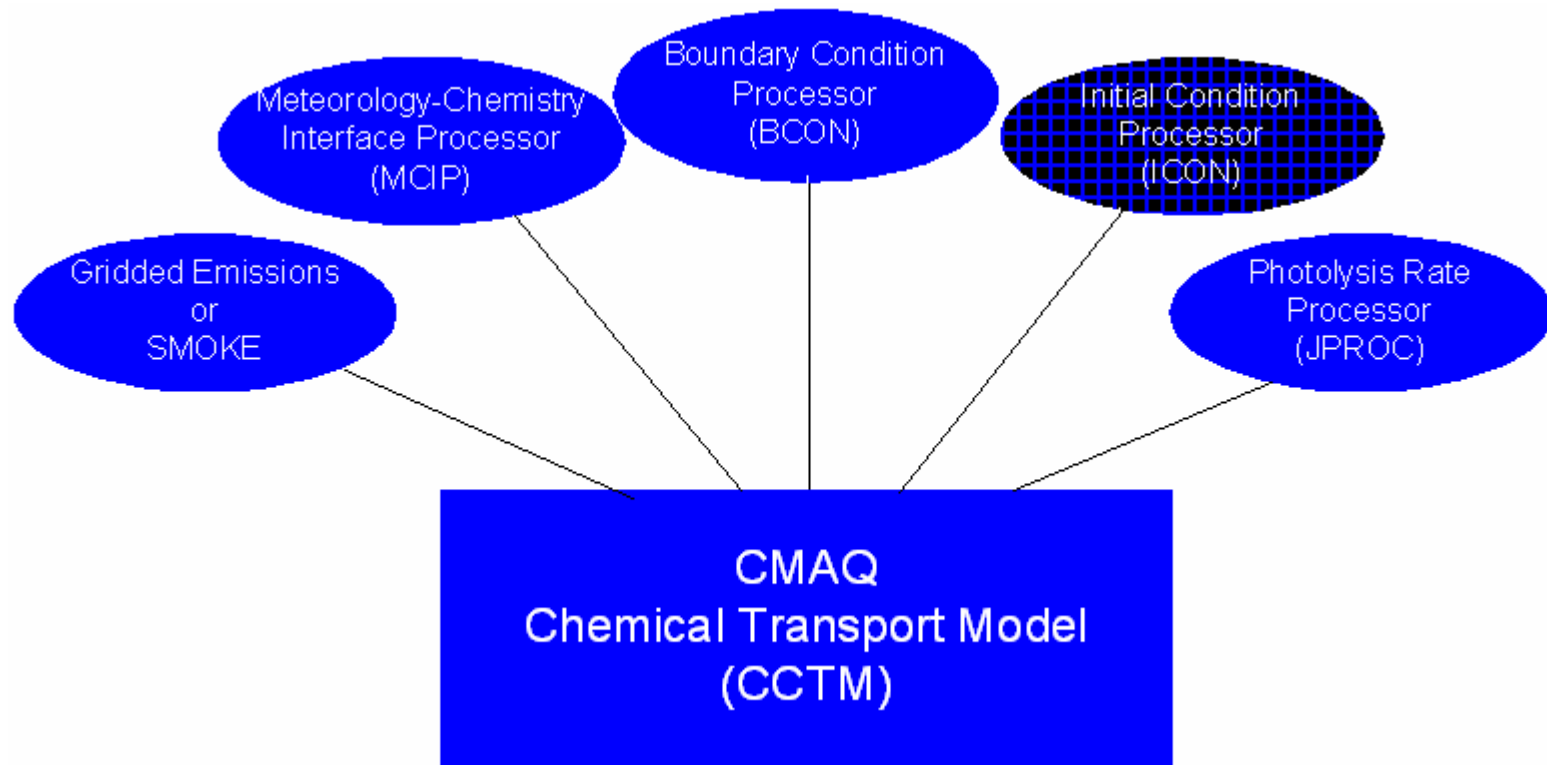 Boundary Condition
Processor
(BCON)
Meteorology-Chemistry
Interface Processor
(MCIP)
Initial Condition
Processor
(ICON)
Gridded Emissions
or
SMOKE
Photolysis Rate
Processor
(JPROC)
CMAQ
Chemical Transport Model
(CCTM)